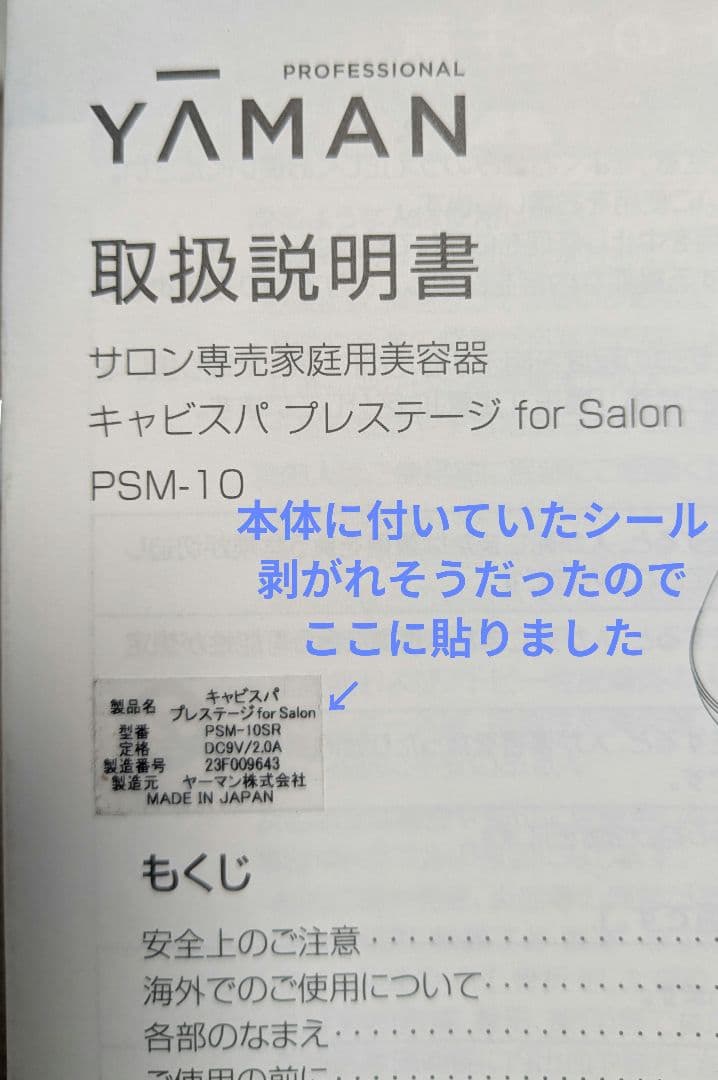 PROFESSIONAL
YAMAN
取扱説明書
サロン専売家庭用美容器
キャビスパ プレステージ for Salon
PSM-10
本体に付いていたシール
剥がれそうだったので
ここに貼りました
製品名 キャビスパ
プレステージ for Salon
型番 PSM-10SR
定格 DC9V/2.0A
製造番号 23F009643
製造元 ヤーマン株式会社
MADE IN JAPAN
もくじ
安全上のご注意
海外でのご使用について
各部のなまえ
ご使用の前に